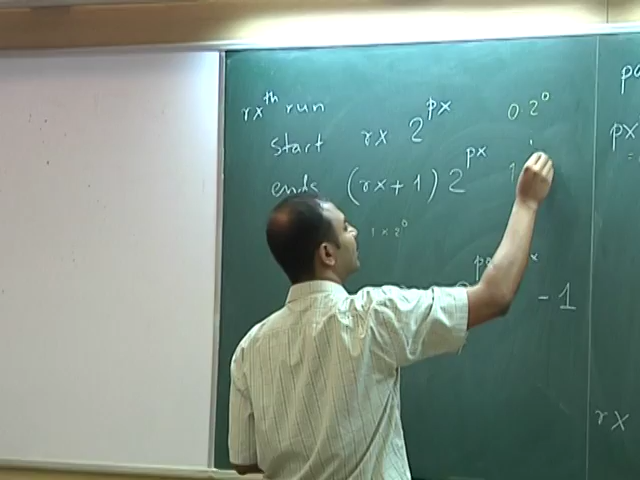 rx^th run
start rx 2^px
ends (rx+1) 2^px
1 × 2^0
0.2^0
1
- 1
px
rx